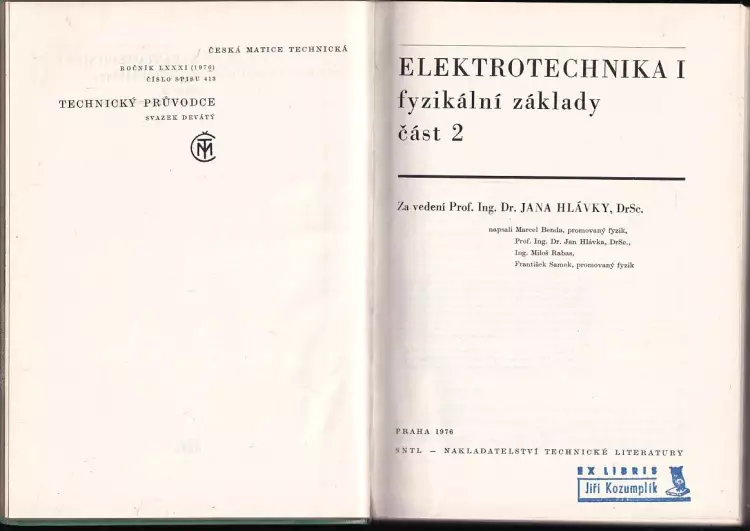 ČESKÁ MATICE TECHNICKÁ
ROČNÍK LXXXI (1976)
ČÍSLO SPISU 413
TECHNICKÝ PRŮVODCE
SVAZEK DEVÁTÝ
ČMT
ELEKTROTECHNIKA I
fyzikální základy
část 2
Za vedení Prof. Ing. Dr. JANA HLÁVKY, DrSc.
napsali Marcel Benda, promovaný fyzik,
Prof. Ing. Dr. Jan Hlávka, DrSc.,
Ing. Miloš Rabas,
František Samek, promovaný fyzik
PRAHA 1976
SNTL – NAKLADATELSTVÍ TECHNICKÉ LITERATURY
EX LIBRIS
Jiří Kozumplík